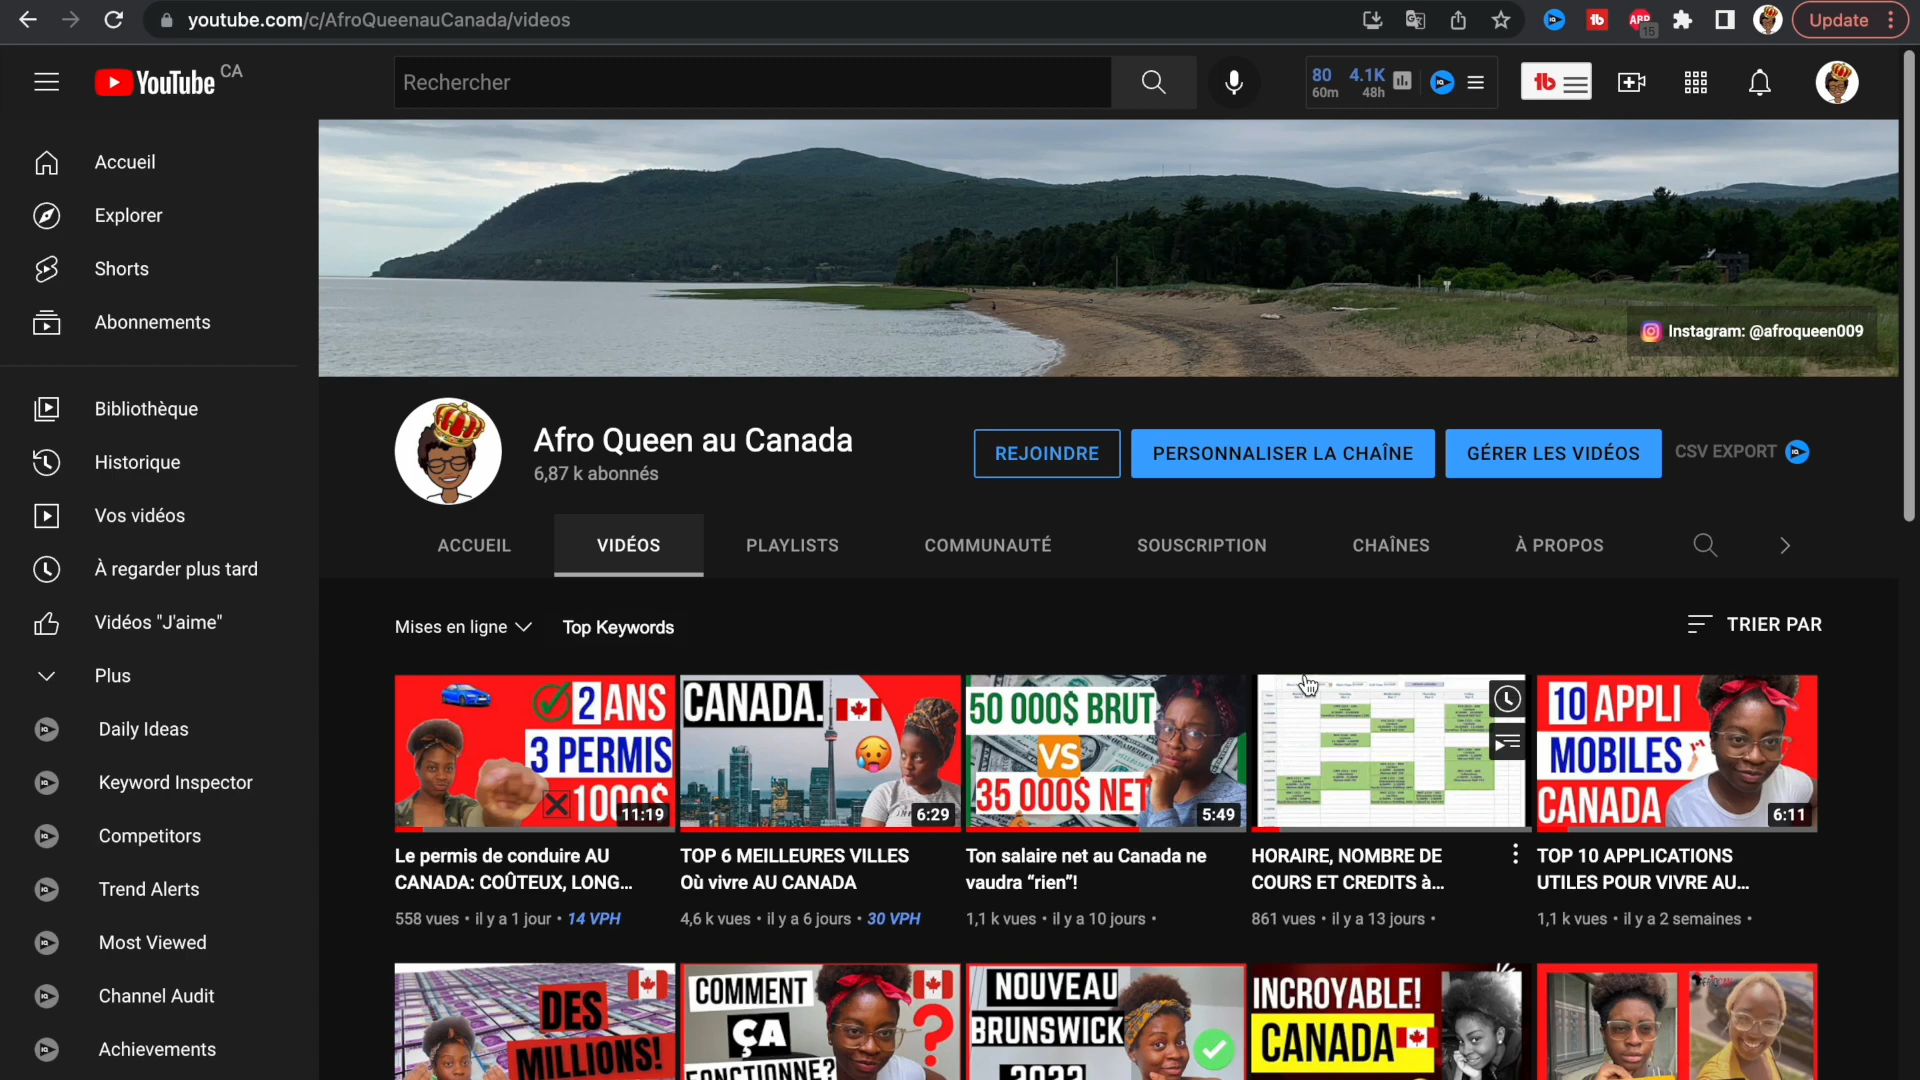 youtube.com/c/AfroQueenauCanada/videos
ABP
15
Update
YouTube CA
Rechercher
80 4.1K
60m 48h
Accueil
Explorer
Shorts
Abonnements
Bibliothèque
Historique
Vos vidéos
À regarder plus tard
Vidéos "J'aime"
Plus
Daily Ideas
Keyword Inspector
Competitors
Trend Alerts
Most Viewed
Channel Audit
Achievements
Instagram: @afroqueen009
Afro Queen au Canada
6,87 k abonnés
REJOINDRE
PERSONNALISER LA CHAÎNE
GÉRER LES VIDÉOS
CSV EXPORT
ACCUEIL VIDÉOS PLAYLISTS COMMUNAUTÉ SOUSCRIPTION CHAÎNES À PROPOS
Mises en ligne
Top Keywords
TRIER PAR
2 ANS
3 PERMIS
1000$
11:19
Le permis de conduire AU
CANADA: COÛTEUX, LONG...
558 vues • il y a 1 jour • 14 VPH
CANADA.
6:29
TOP 6 MEILLEURES VILLES
Où vivre AU CANADA
4,6 k vues • il y a 6 jours • 30 VPH
50 000$ BRUT
VS
35 000$ NET
5:49
Ton salaire net au Canada ne
vaudra “rien”!
1,1 k vues • il y a 10 jours •
HORAIRE, NOMBRE DE
COURS ET CREDITS à...
861 vues • il y a 13 jours •
10 APPLI
MOBILES
CANADA
6:11
TOP 10 APPLICATIONS
UTILES POUR VIVRE AU...
1,1 k vues • il y a 2 semaines •
DES
MILLIONS!
COMMENT
ÇA
FONCTIONNE?
NOUVEAU
BRUNSWICK
2022
INCROYABLE!
CANADA